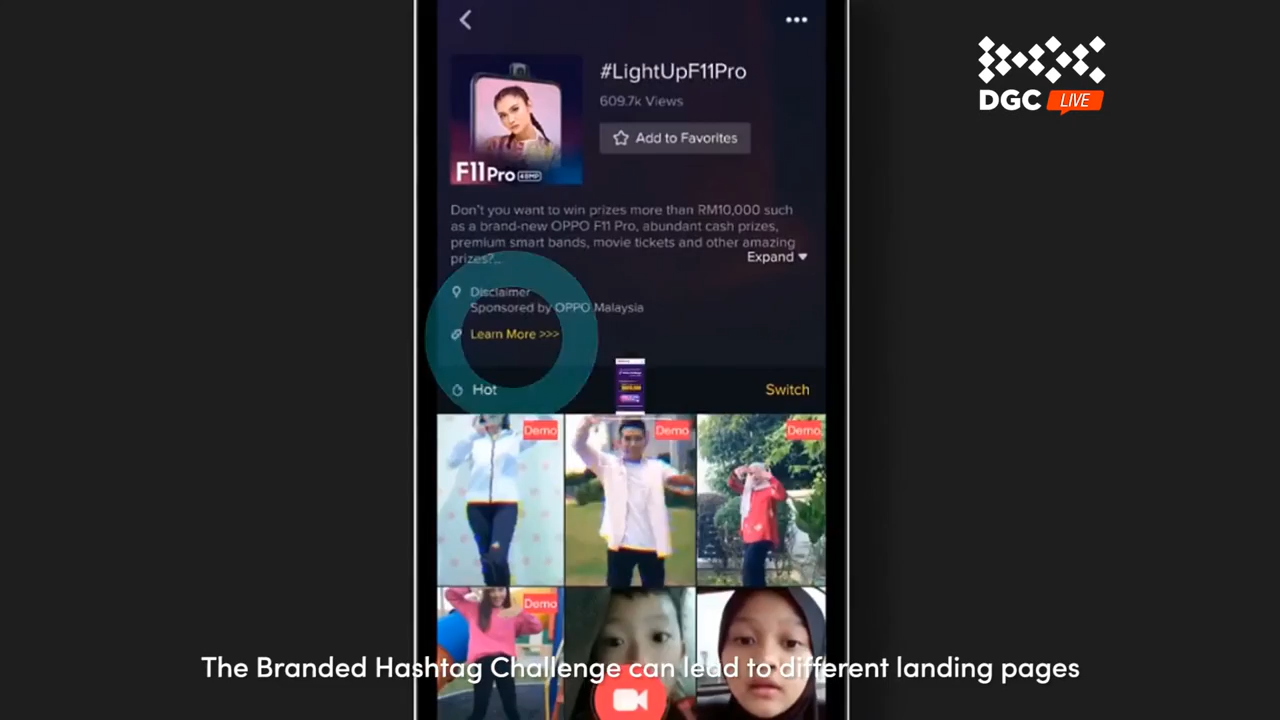 #LightUpF11Pro
609.7k Views
Add to Favorites
F11 Pro 48MP
Don't you want to win prizes more than RM10,000 such
as a brand-new OPPO F11 Pro, abundant cash prizes,
premium smart bands, movie tickets and other amazing
prizes?...
Expand
Disclaimer
Sponsored by OPPO Malaysia
Learn More >>>
Hot
Switch
Demo
Demo
Demo
Demo
The Branded Hashtag Challenge can lead to different landing pages
DGC LIVE